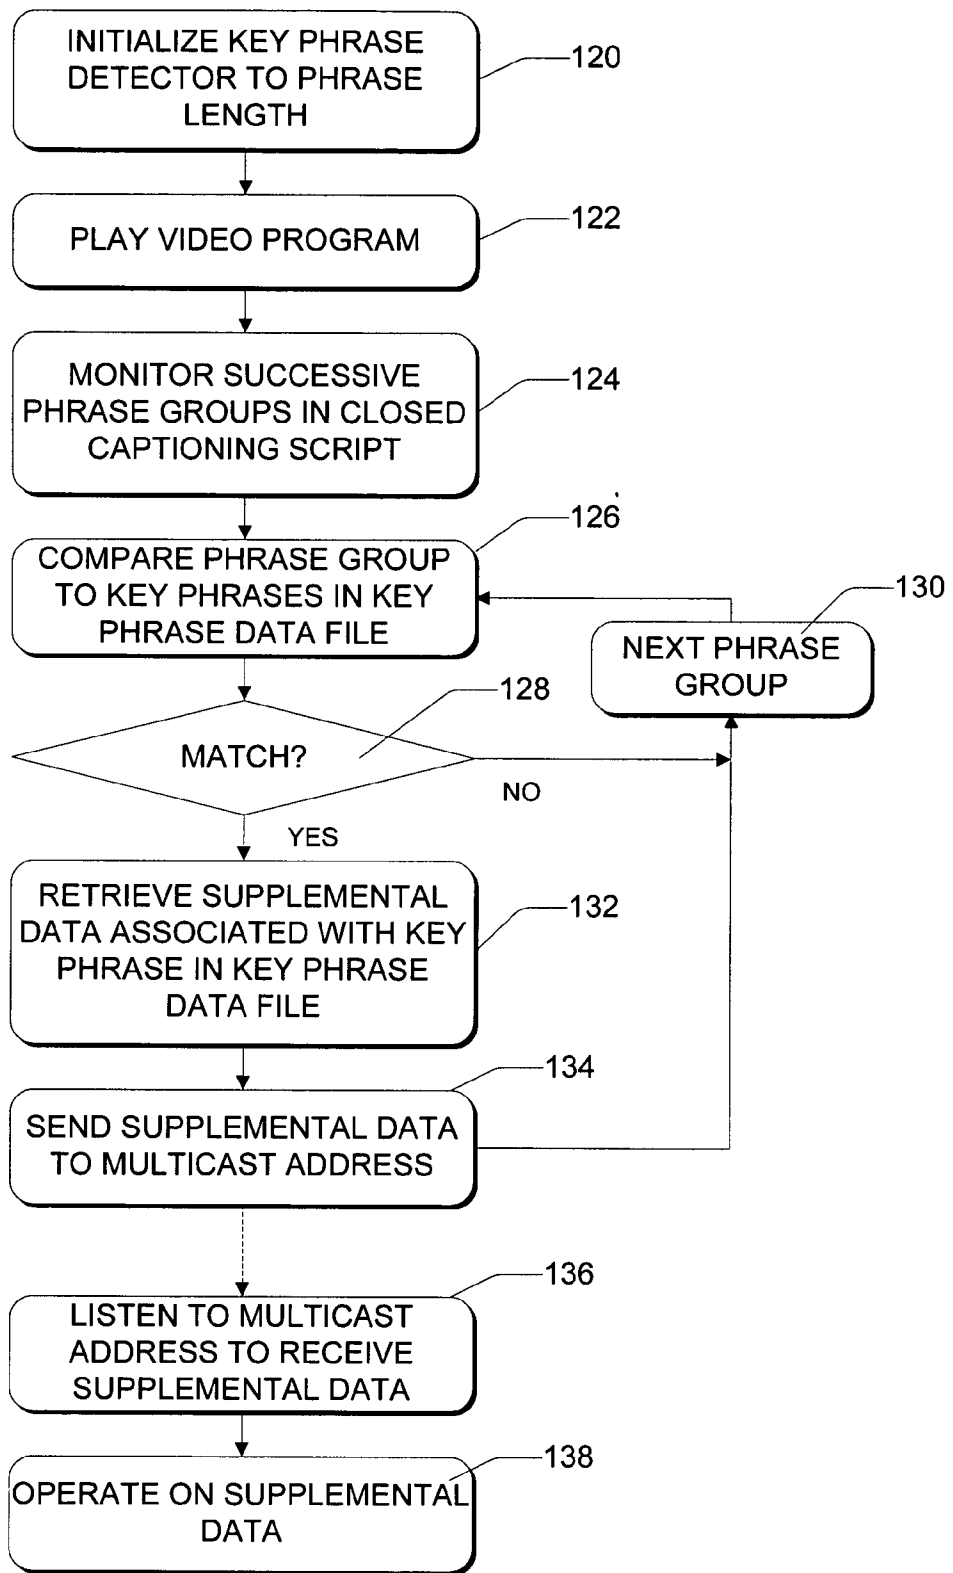 INITIALIZE KEY PHRASE
DETECTOR TO PHRASE
LENGTH
120
PLAY VIDEO PROGRAM
122
MONITOR SUCCESSIVE
PHRASE GROUPS IN CLOSED
CAPTIONING SCRIPT
124
126
COMPARE PHRASE GROUP
TO KEY PHRASES IN KEY
PHRASE DATA FILE
130
NEXT PHRASE
GROUP
128
MATCH?
NO
YES
RETRIEVE SUPPLEMENTAL
DATA ASSOCIATED WITH KEY
PHRASE IN KEY PHRASE
DATA FILE
132
134
SEND SUPPLEMENTAL DATA
TO MULTICAST ADDRESS
136
LISTEN TO MULTICAST
ADDRESS TO RECEIVE
SUPPLEMENTAL DATA
138
OPERATE ON SUPPLEMENTAL
DATA